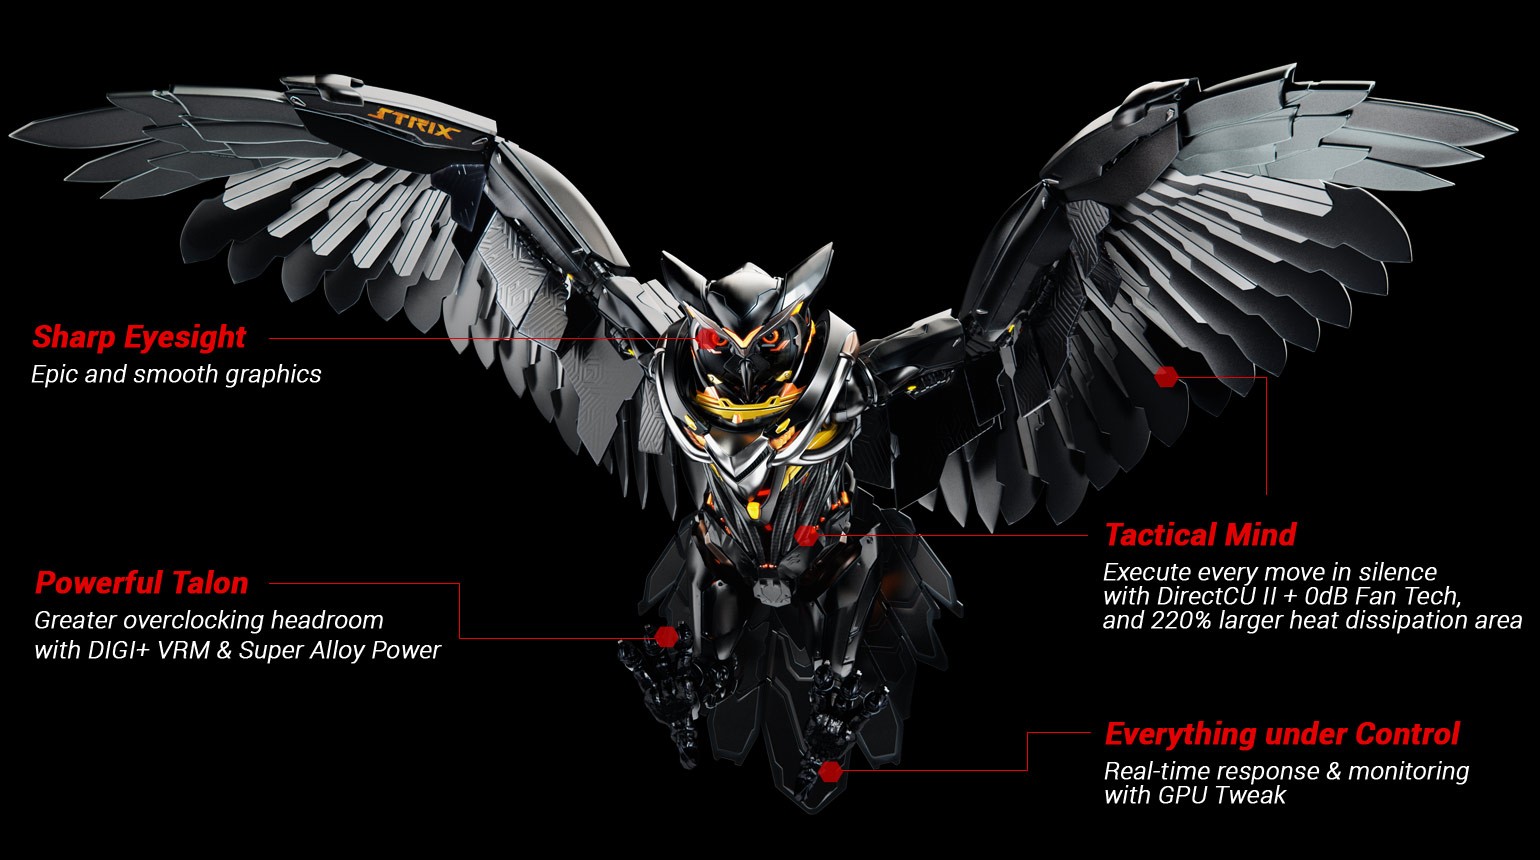 STRIX
Sharp Eyesight
Epic and smooth graphics
Powerful Talon
Greater overclocking headroom
with DIGI+ VRM & Super Alloy Power
Tactical Mind
Execute every move in silence
with DirectCU II + 0dB Fan Tech,
and 220% larger heat dissipation area
Everything under Control
Real-time response & monitoring
with GPU Tweak